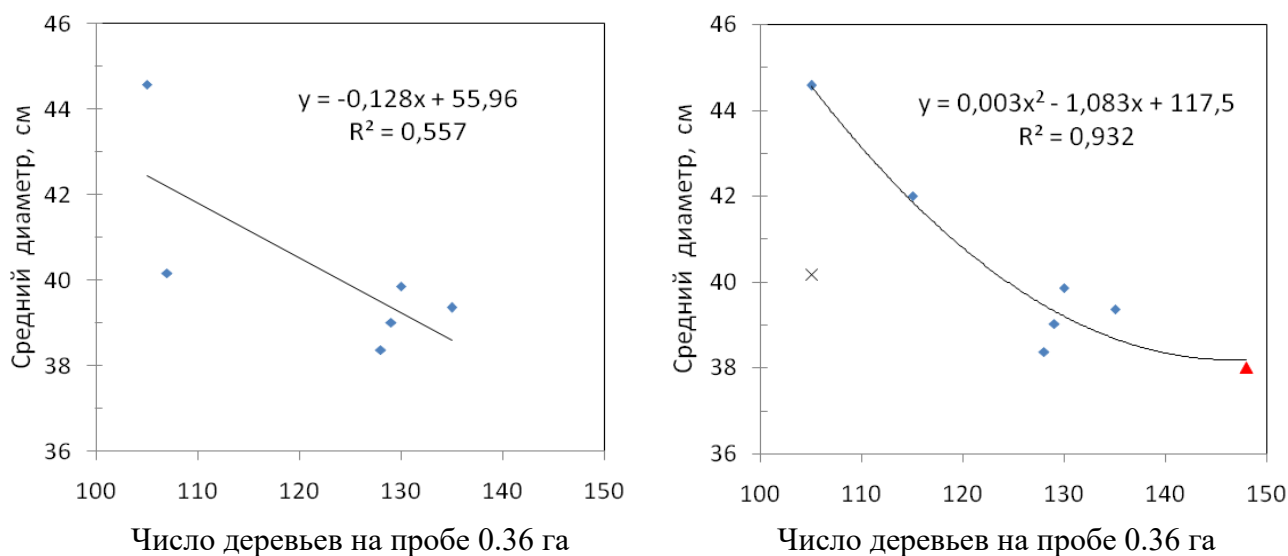 46
44
42
40
38
36
Средний диаметр, см
y = -0,128x + 55,96
R² = 0,557
100 110 120 130 140 150
Число деревьев на пробе 0.36 га
46
44
42
40
38
36
Средний диаметр, см
y = 0,003x² - 1,083x + 117,5
R² = 0,932
100 110 120 130 140 150
Число деревьев на пробе 0.36 га